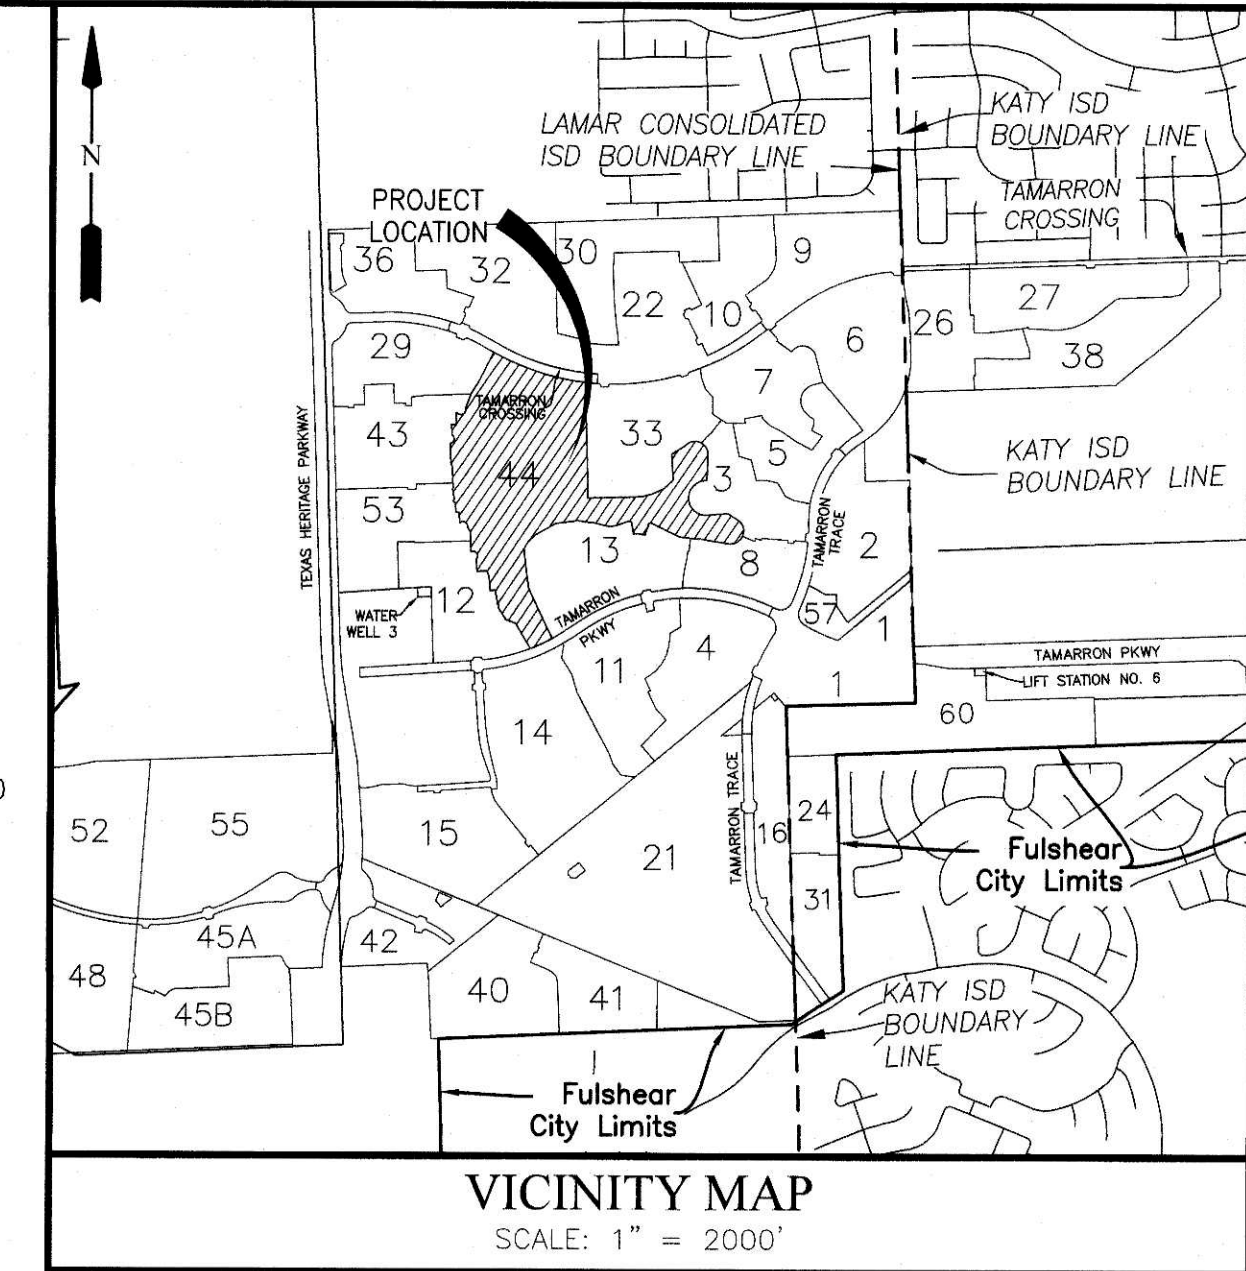 N
LAMAR CONSOLIDATED
ISD BOUNDARY LINE
KATY ISD
BOUNDARY LINE
TAMARRON
CROSSING
PROJECT
LOCATION
36
32
30
22
10
9
6
26
27
38
29
7
TAMARRON
CROSSING
43
44
33
3
5
KATY ISD
BOUNDARY LINE
TEXAS HERITAGE PARKWAY
53
13
8
TAMARRON
TRACE
2
WATER
WELL 3
12
TAMARRON
PKWY
57
1
11
4
1
TAMARRON PKWY
LIFT STATION NO. 6
60
14
TAMARRON TRACE
52
55
15
21
16
24
31
Fulshear
City Limits
45A
42
48
45B
40
41
KATY ISD
BOUNDARY
LINE
Fulshear
City Limits
VICINITY MAP
SCALE: 1" = 2000'